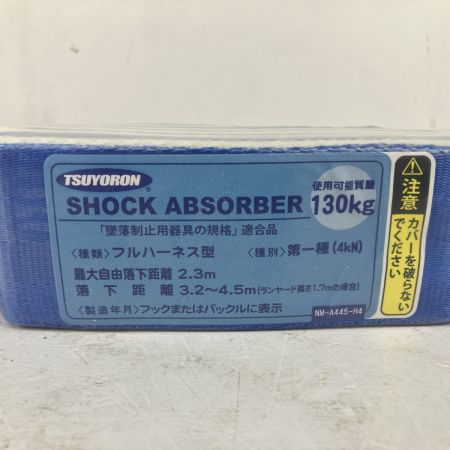 TSUYORON®
SHOCK ABSORBER
使用可能質量
130kg
「墜落制止用器具の規格」適合品
〈種類〉フルハーネス型 〈種別〉第一種(4kN)
最大自由落下距離 2.3m
落下距離 3.2〜4.5m(ランヤード長さ1.7mの場合)
〈製造年月〉フックまたはバックルに表示
NM-A445-H4
注意
カバーを破らない
でください